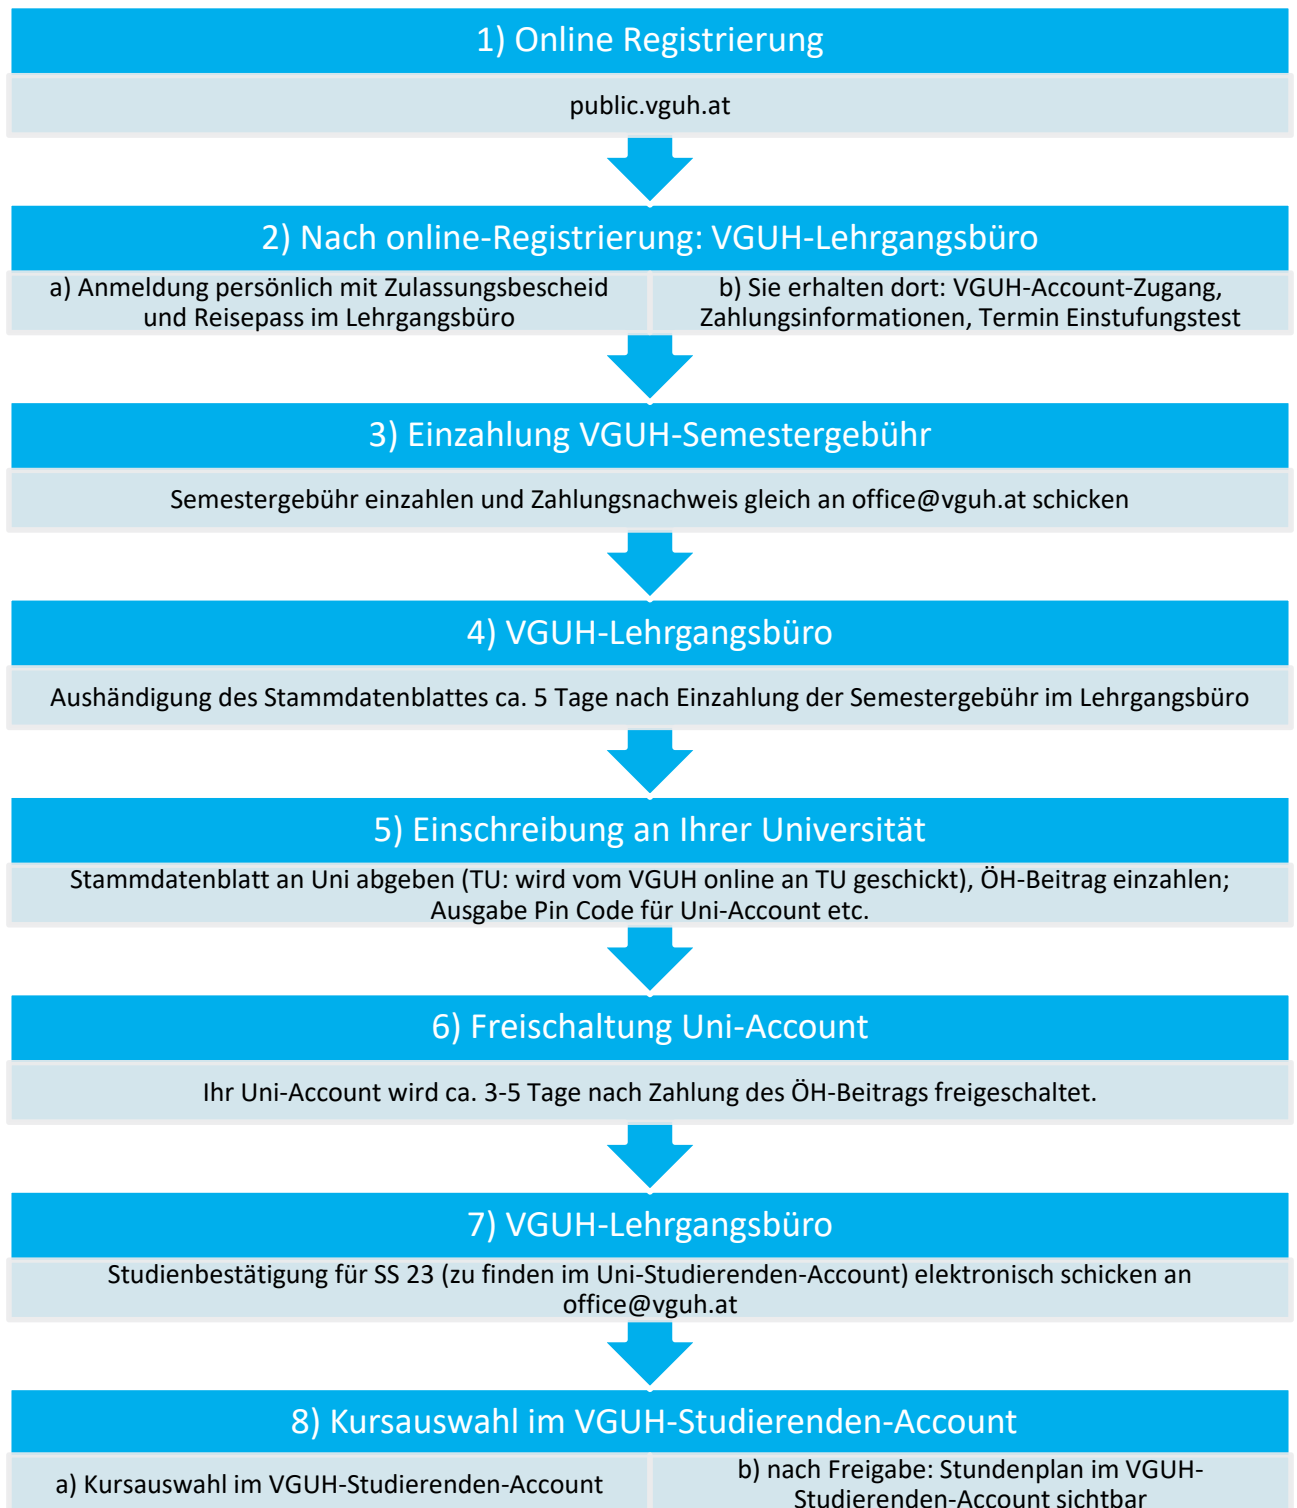 1) Online Registrierung
public.vguh.at
2) Nach online-Registrierung: VGUH-Lehrgangsbüro
a) Anmeldung persönlich mit Zulassungsbescheid
und Reisepass im Lehrgangsbüro
b) Sie erhalten dort: VGUH-Account-Zugang,
Zahlungsinformationen, Termin Einstufungstest
3) Einzahlung VGUH-Semestergebühr
Semestergebühr einzahlen und Zahlungsnachweis gleich an office@vguh.at schicken
4) VGUH-Lehrgangsbüro
Aushändigung des Stammdatenblattes ca. 5 Tage nach Einzahlung der Semestergebühr im Lehrgangsbüro
5) Einschreibung an Ihrer Universität
Stammdatenblatt an Uni abgeben (TU: wird vom VGUH online an TU geschickt), ÖH-Beitrag einzahlen;
Ausgabe Pin Code für Uni-Account etc.
6) Freischaltung Uni-Account
Ihr Uni-Account wird ca. 3-5 Tage nach Zahlung des ÖH-Beitrags freigeschaltet.
7) VGUH-Lehrgangsbüro
Studienbestätigung für SS 23 (zu finden im Uni-Studierenden-Account) elektronisch schicken an
office@vguh.at
8) Kursauswahl im VGUH-Studierenden-Account
a) Kursauswahl im VGUH-Studierenden-Account
b) nach Freigabe: Stundenplan im VGUH-
Studierenden-Account sichtbar